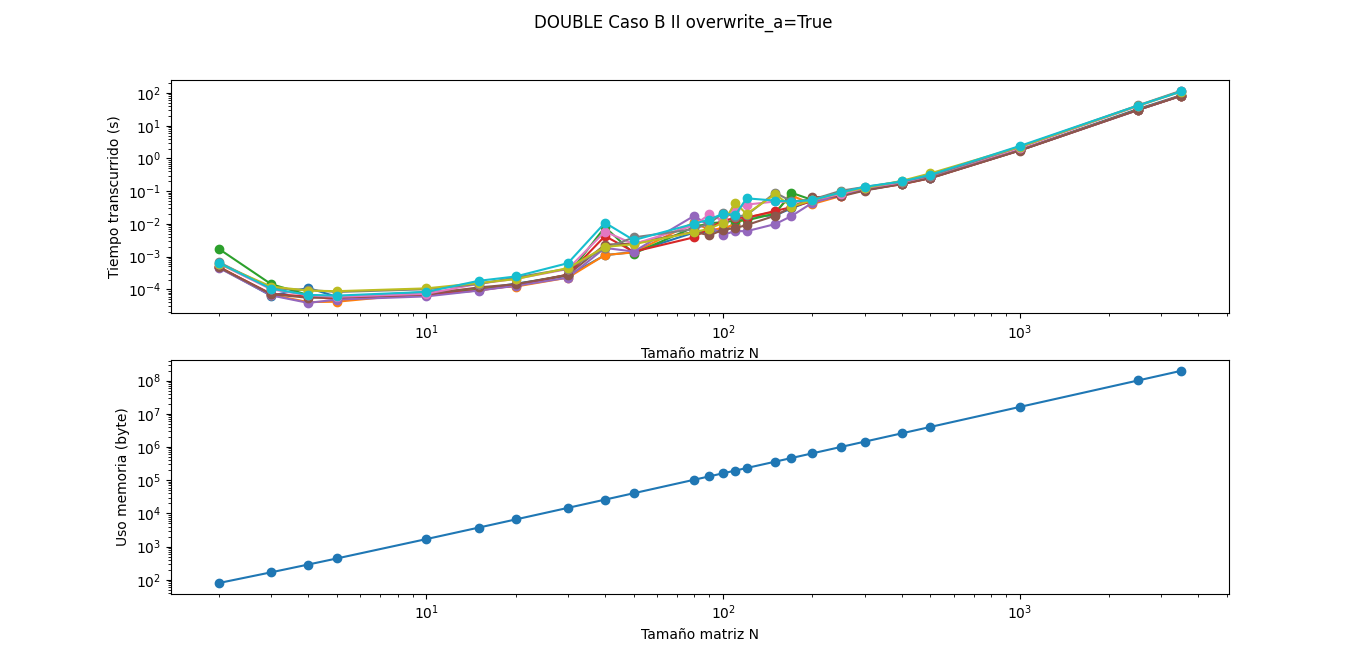 DOUBLE Caso B II overwrite_a=True
Tiempo transcurrido (s)
10²
10¹
10⁰
10⁻¹
10⁻²
10⁻³
10⁻⁴
10¹ 10² 10³
Tamaño matriz N
Uso memoria (byte)
10⁸
10⁷
10⁶
10⁵
10⁴
10³
10²
10¹ 10² 10³
Tamaño matriz N